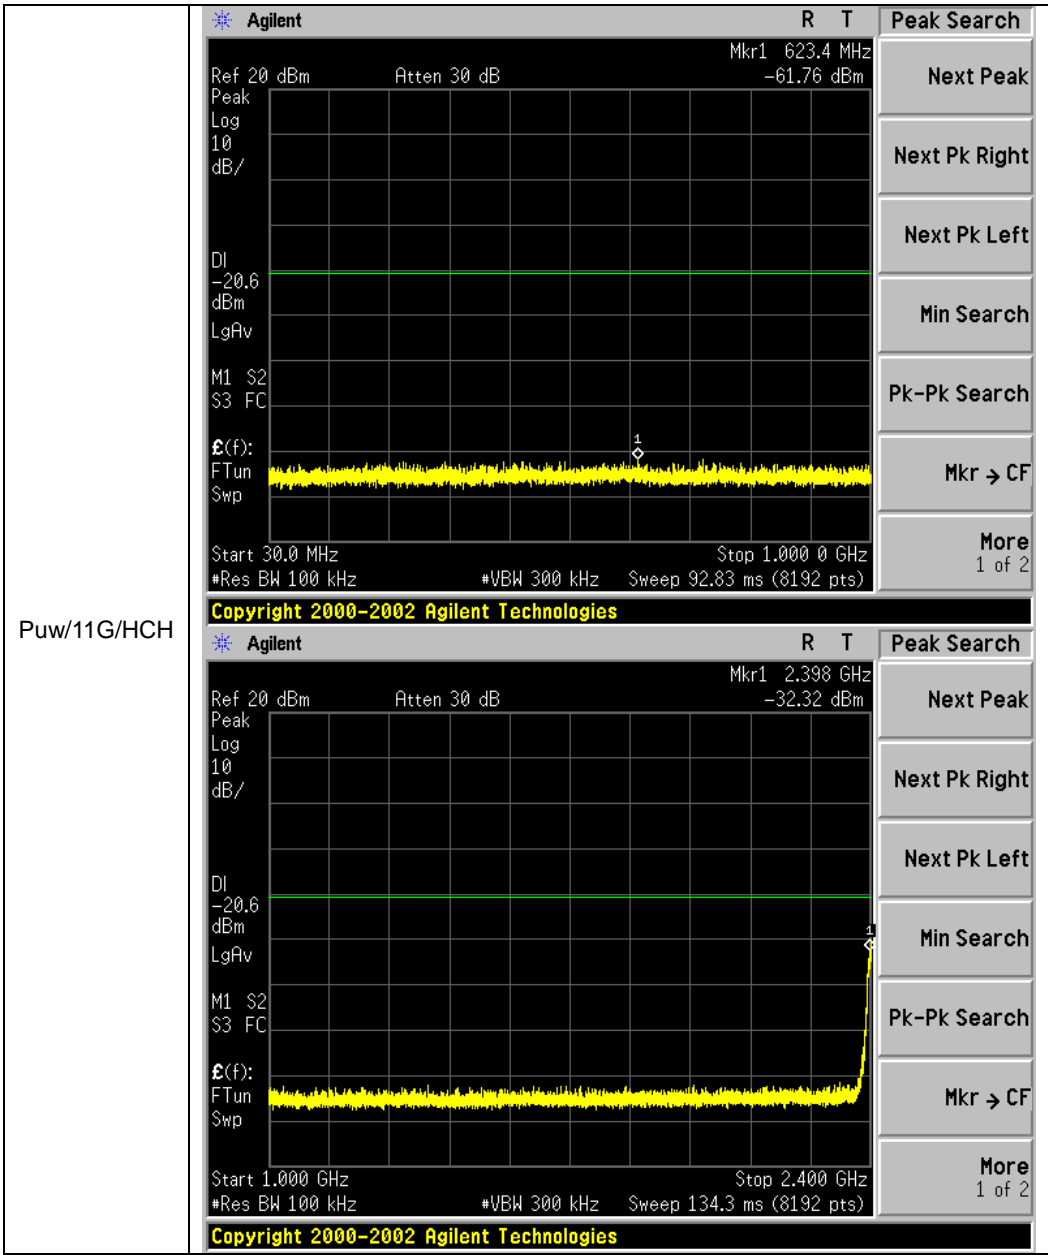 Puw/11G/HCH
Agilent R T Peak Search
Mkr1 623.4 MHz
Ref 20 dBm Atten 30 dB -61.76 dBm
Peak
Log
10
dB/
DI
-20.6
dBm
LgAv
M1 S2
S3 FC
1
£(f):
FTun
Swp
Start 30.0 MHz Stop 1.000 0 GHz
#Res BW 100 kHz #VBW 300 kHz Sweep 92.83 ms (8192 pts)
Copyright 2000-2002 Agilent Technologies
Next Peak
Next Pk Right
Next Pk Left
Min Search
Pk-Pk Search
Mkr → CF
More
1 of 2
Agilent R T Peak Search
Mkr1 2.398 GHz
Ref 20 dBm Atten 30 dB -32.32 dBm
Peak
Log
10
dB/
DI
-20.6
dBm
LgAv
1
M1 S2
S3 FC
£(f):
FTun
Swp
Start 1.000 GHz Stop 2.400 GHz
#Res BW 100 kHz #VBW 300 kHz Sweep 134.3 ms (8192 pts)
Copyright 2000-2002 Agilent Technologies
Next Peak
Next Pk Right
Next Pk Left
Min Search
Pk-Pk Search
Mkr → CF
More
1 of 2